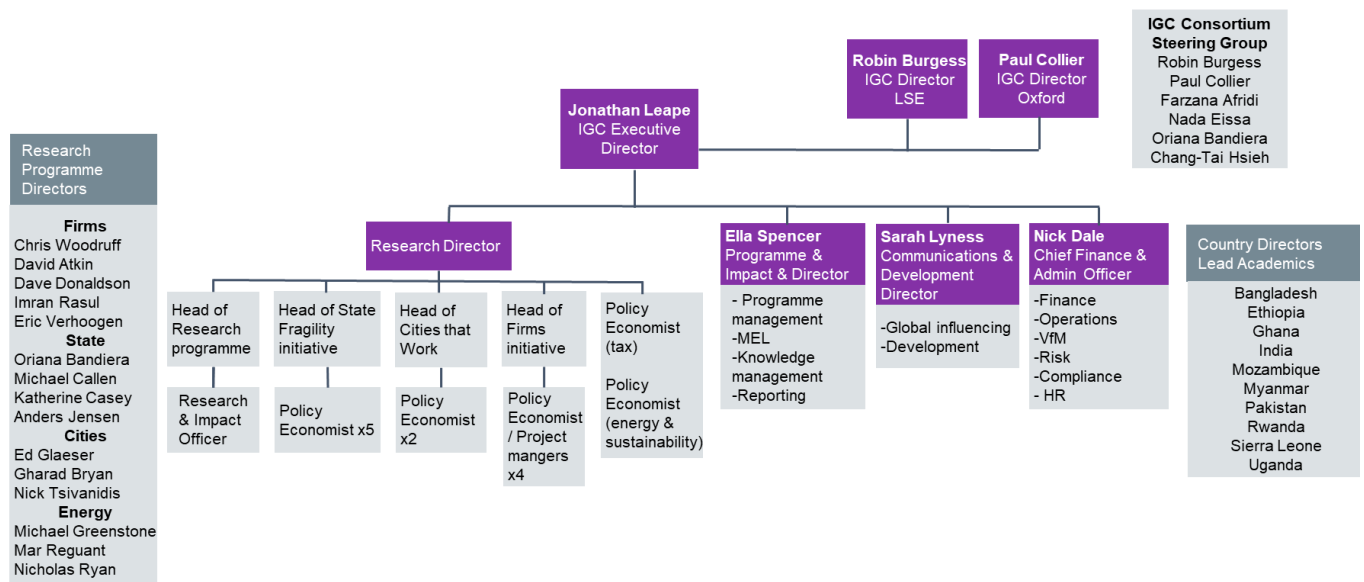 Robin Burgess
IGC Director
LSE
Paul Collier
IGC Director
Oxford
IGC Consortium
Steering Group
Robin Burgess
Paul Collier
Farzana Afridi
Nada Eissa
Oriana Bandiera
Chang-Tai Hsieh
Jonathan Leape
IGC Executive
Director
Research
Programme
Directors
Firms
Chris Woodruff
David Atkin
Dave Donaldson
Imran Rasul
Eric Verhoogen
State
Oriana Bandiera
Michael Callen
Katherine Casey
Anders Jensen
Cities
Ed Glaeser
Gharad Bryan
Nick Tsivanidis
Energy
Michael Greenstone
Mar Reguant
Nicholas Ryan
Research Director
Head of
Research
programme
Research
& Impact
Officer
Head of State
Fragility
initiative
Policy
Economist x5
Head of
Cities that
Work
Policy
Economist
x2
Head of
Firms
initiative
Policy
Economist
/ Project
mangers
x4
Policy
Economist
(tax)
Policy
Economist
(energy &
sustainability)
Ella Spencer
Programme &
Impact & Director
- Programme
management
-MEL
-Knowledge
management
-Reporting
Sarah Lyness
Communications &
Development
Director
-Global influencing
-Development
Nick Dale
Chief Finance &
Admin Officer
-Finance
-Operations
-VfM
-Risk
-Compliance
- HR
Country Directors
Lead Academics
Bangladesh
Ethiopia
Ghana
India
Mozambique
Myanmar
Pakistan
Rwanda
Sierra Leone
Uganda